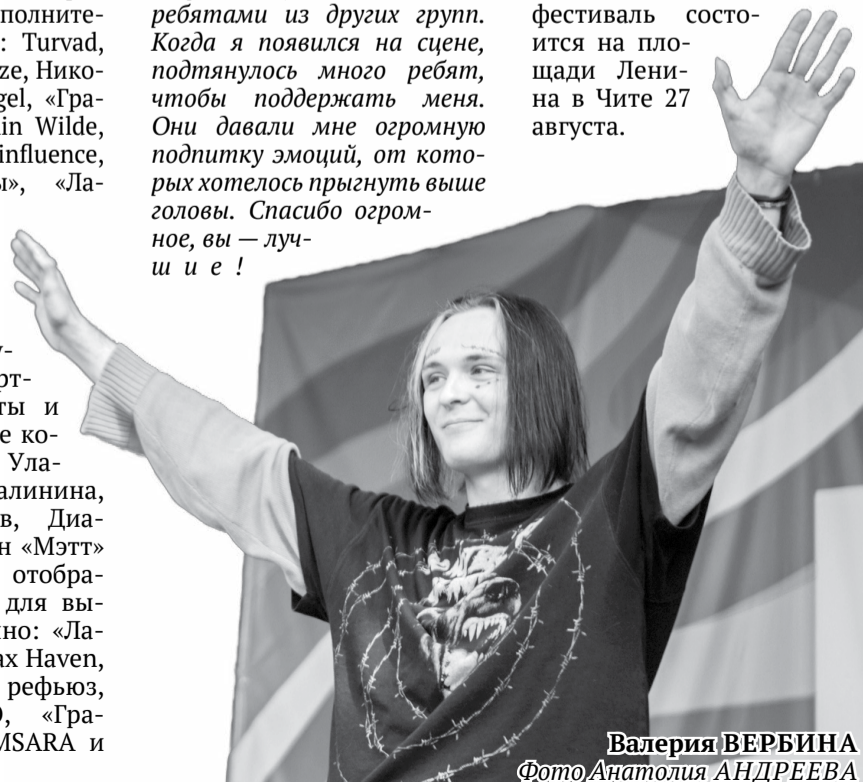 полните-
: Turvad,
ze, Нико-
gel, «Гра-
in Wilde,
influence,
ы», «Ла-
рт-
ты и
е ко-
Ула-
алинина,
в, Диа-
н «Мэтт»
отобра-
для вы-
но: «Ла-
ax Haven,
рефьюз,
«Гра-
MSARA и
ребятами из других групп.
Когда я появился на сцене,
подтянулось много ребят,
чтобы поддержать меня.
Они давали мне огромную
подпитку эмоций, от кото-
рых хотелось прыгнуть выше
головы. Спасибо огром-
ное, вы — луч-
шие!
фестиваль состо-
ится на пло-
щади Лени-
на в Чите 27
августа.
Валерия ВЕРБИНА
Фото Анатолия АНДРЕЕВА